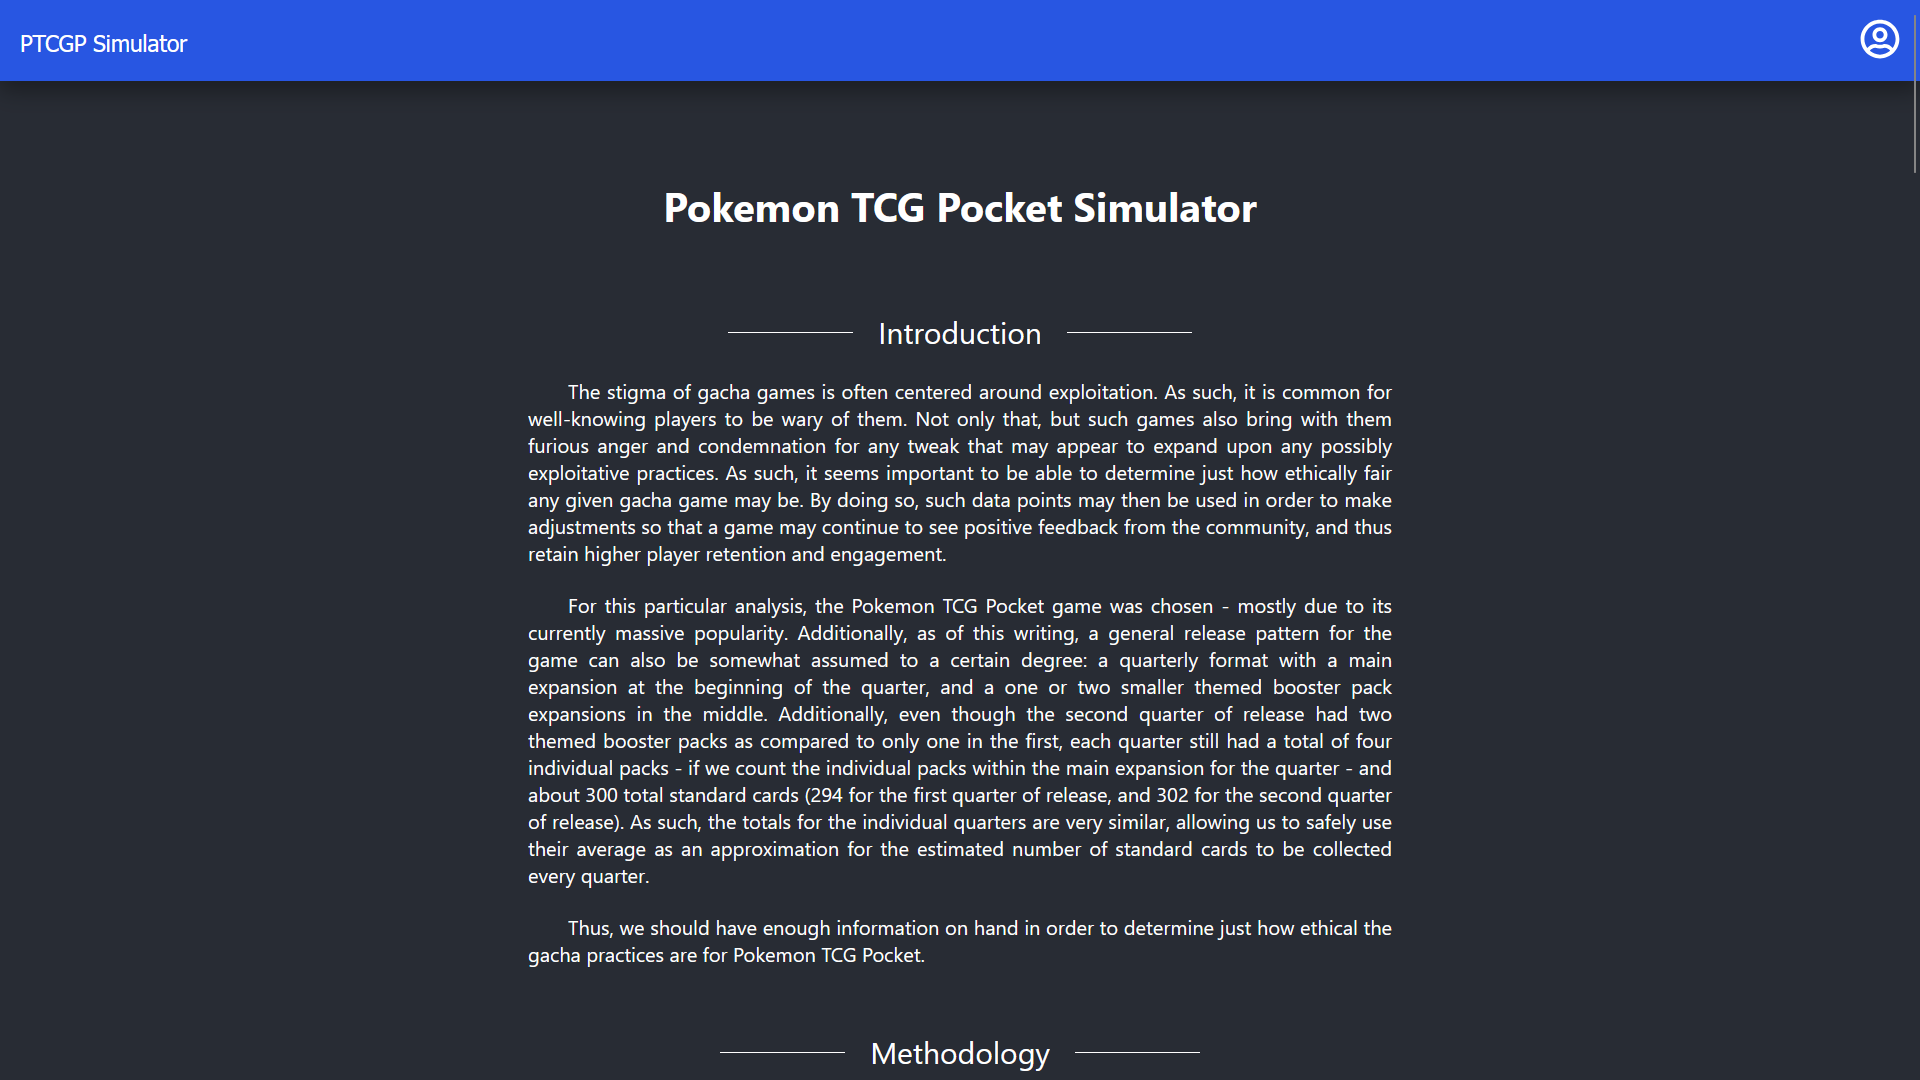 PTCGP Simulator
Pokemon TCG Pocket Simulator
Introduction
The stigma of gacha games is often centered around exploitation. As such, it is common for
well-knowing players to be wary of them. Not only that, but such games also bring with them
furious anger and condemnation for any tweak that may appear to expand upon any possibly
exploitative practices. As such, it seems important to be able to determine just how ethically fair
any given gacha game may be. By doing so, such data points may then be used in order to make
adjustments so that a game may continue to see positive feedback from the community, and thus
retain higher player retention and engagement.
For this particular analysis, the Pokemon TCG Pocket game was chosen - mostly due to its
currently massive popularity. Additionally, as of this writing, a general release pattern for the
game can also be somewhat assumed to a certain degree: a quarterly format with a main
expansion at the beginning of the quarter, and a one or two smaller themed booster pack
expansions in the middle. Additionally, even though the second quarter of release had two
themed booster packs as compared to only one in the first, each quarter still had a total of four
individual packs - if we count the individual packs within the main expansion for the quarter - and
about 300 total standard cards (294 for the first quarter of release, and 302 for the second quarter
of release). As such, the totals for the individual quarters are very similar, allowing us to safely use
their average as an approximation for the estimated number of standard cards to be collected
every quarter.
Thus, we should have enough information on hand in order to determine just how ethical the
gacha practices are for Pokemon TCG Pocket.
Methodology